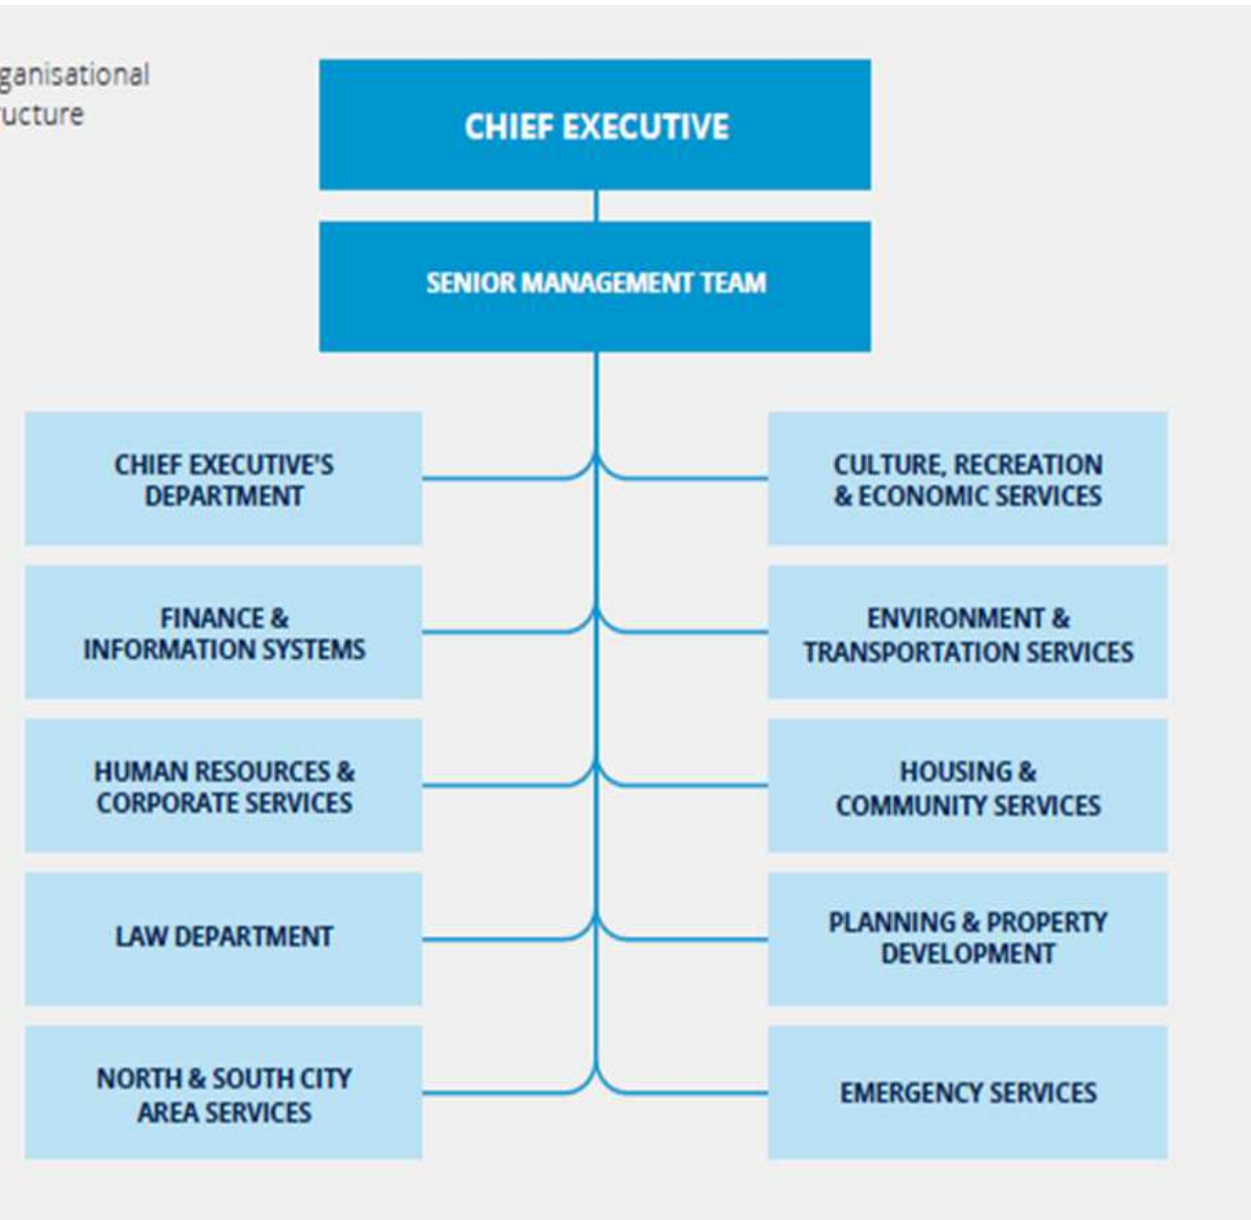 ganisational
ructure
CHIEF EXECUTIVE
SENIOR MANAGEMENT TEAM
CHIEF EXECUTIVE'S
DEPARTMENT
CULTURE, RECREATION
& ECONOMIC SERVICES
FINANCE &
INFORMATION SYSTEMS
ENVIRONMENT &
TRANSPORTATION SERVICES
HUMAN RESOURCES &
CORPORATE SERVICES
HOUSING &
COMMUNITY SERVICES
LAW DEPARTMENT
PLANNING & PROPERTY
DEVELOPMENT
NORTH & SOUTH CITY
AREA SERVICES
EMERGENCY SERVICES